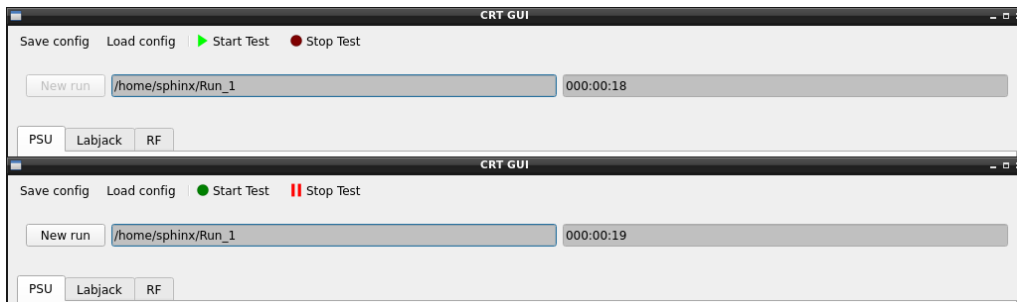 CRT GUI
Save config Load config Start Test Stop Test
New run /home/sphinx/Run_1 000:00:18
PSU Labjack RF
CRT GUI
Save config Load config Start Test Stop Test
New run /home/sphinx/Run_1 000:00:19
PSU Labjack RF